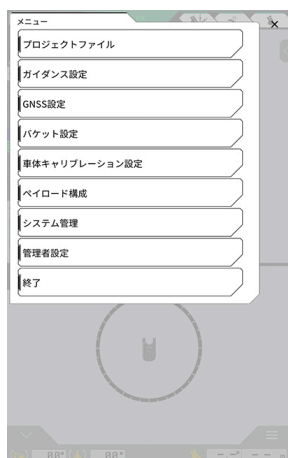 メニュー
×
プロジェクトファイル
ガイダンス設定
GNSS設定
バケット設定
車体キャリブレーション設定
ペイロード構成
システム管理
管理者設定
終了